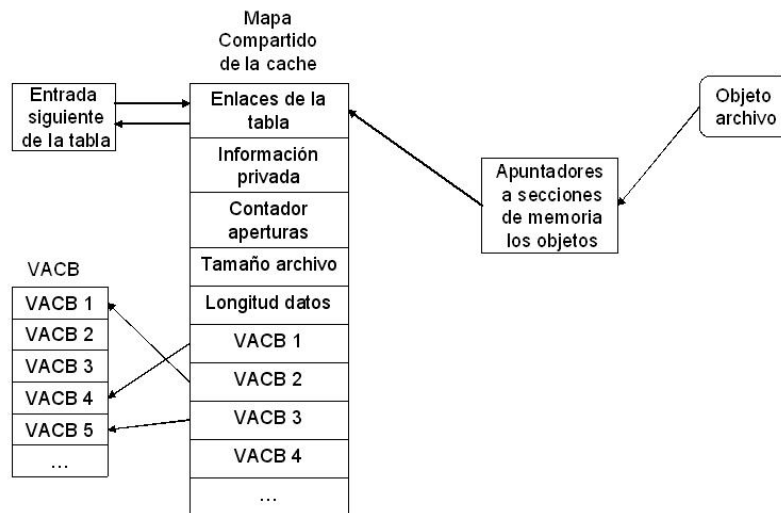 Mapa
Compartido
de la cache
Entrada
siguiente
de la tabla
Enlaces de la
tabla
Información
privada
Contador
aperturas
Tamaño archivo
Longitud datos
VACB 1
VACB 2
VACB 3
VACB 4
...
Objeto
archivo
Apuntadores
a secciones
de memoria
los objetos
VACB
VACB 1
VACB 2
VACB 3
VACB 4
VACB 5
...